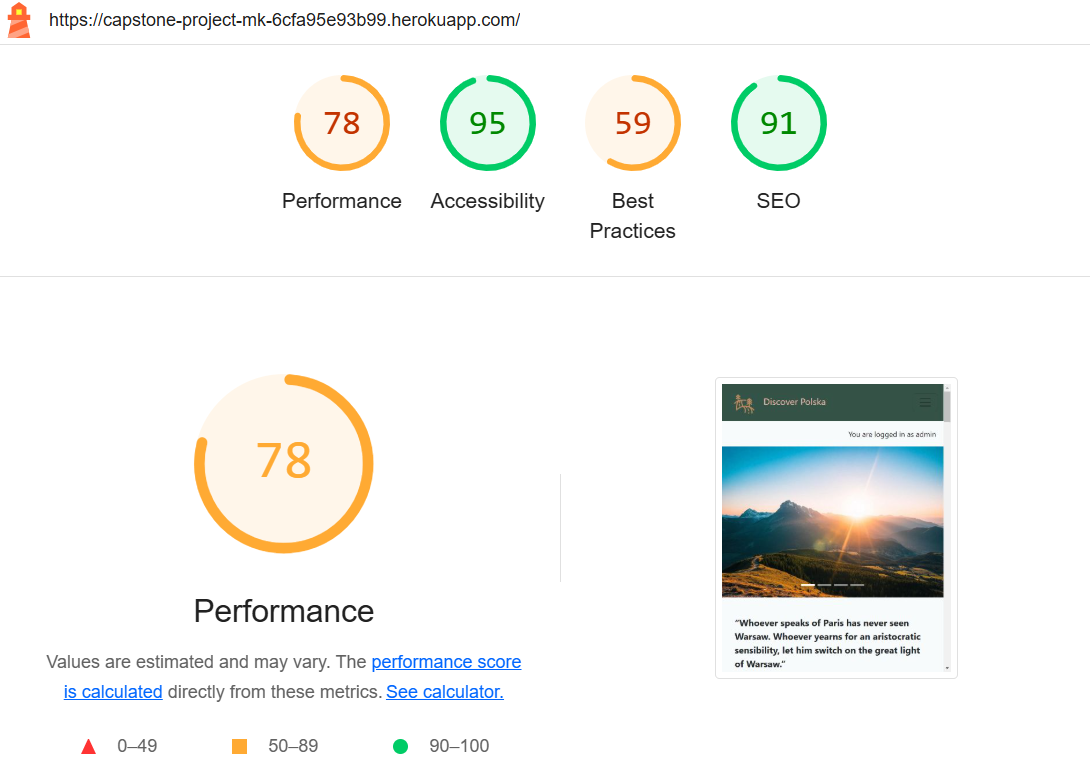 https://capstone-project-mk-6cfa95e93b99.herokuapp.com/
78
95
59
91
Performance
Accessibility
Best
Practices
SEO
78
Performance
Values are estimated and may vary. The performance score
is calculated directly from these metrics. See calculator.
0–49
50–89
90–100
Discover Polska
You are logged in as admin
“Whoever speaks of Paris has never seen
Warsaw. Whoever yearns for an aristocratic
sensibility, let him switch on the great light
of Warsaw.”